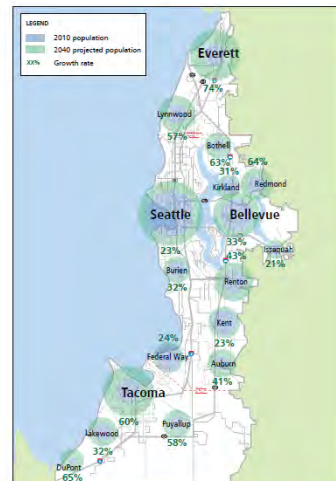 LEGEND
2010 population
2040 projected population
XX% Growth rate
Everett
74%
Lynnwood
57%
Bothell
63%
31%
64%
Kirkland
Redmond
Seattle
Bellevue
23%
33%
43%
Issaquah
21%
Burien
32%
Renton
Kent
23%
24%
Federal Way
Auburn
41%
Tacoma
60%
Puyallup
58%
Lakewood
32%
DuPont
65%